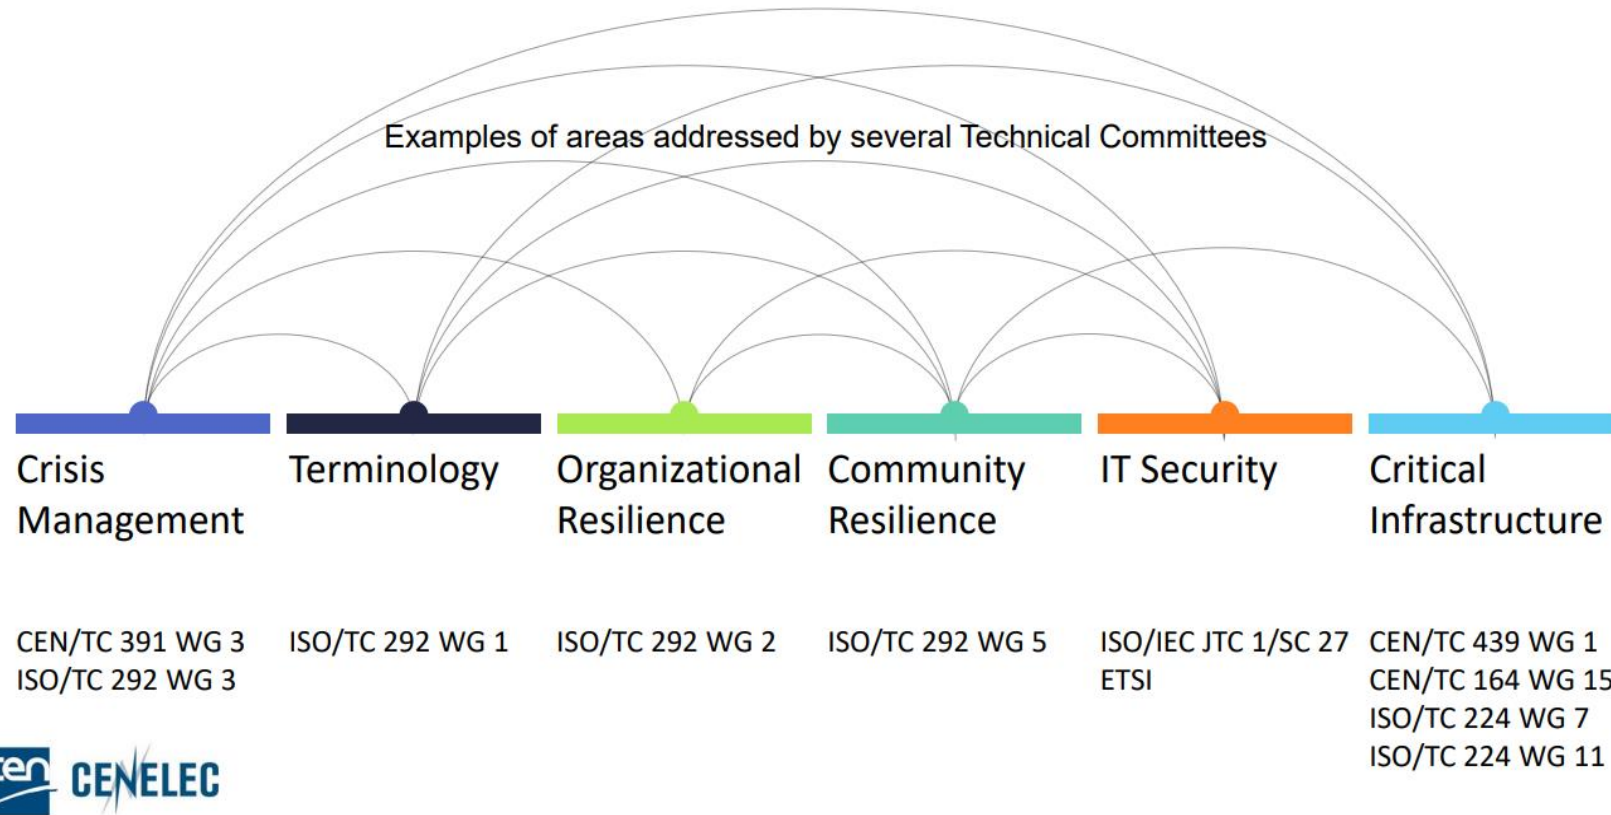 Examples of areas addressed by several Technical Committees
Crisis
Management
Terminology
Organizational
Resilience
Community
Resilience
IT Security
Critical
Infrastructure
CEN/TC 391 WG 3
ISO/TC 292 WG 3
ISO/TC 292 WG 1
ISO/TC 292 WG 2
ISO/TC 292 WG 5
ISO/IEC JTC 1/SC 27
ETSI
CEN/TC 439 WG 1
CEN/TC 164 WG 15
ISO/TC 224 WG 7
ISO/TC 224 WG 11
cen
CENELEC